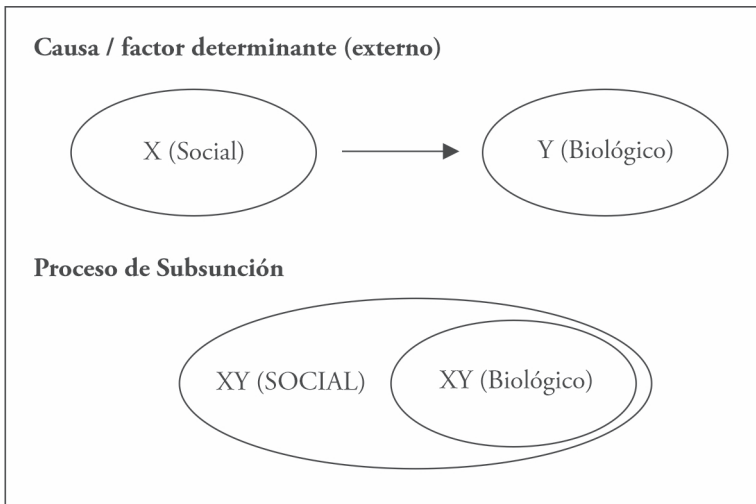 Causa / factor determinante (externo)
X (Social)
Y (Biológico)
Proceso de Subsunción
XY (SOCIAL)
XY (Biológico)